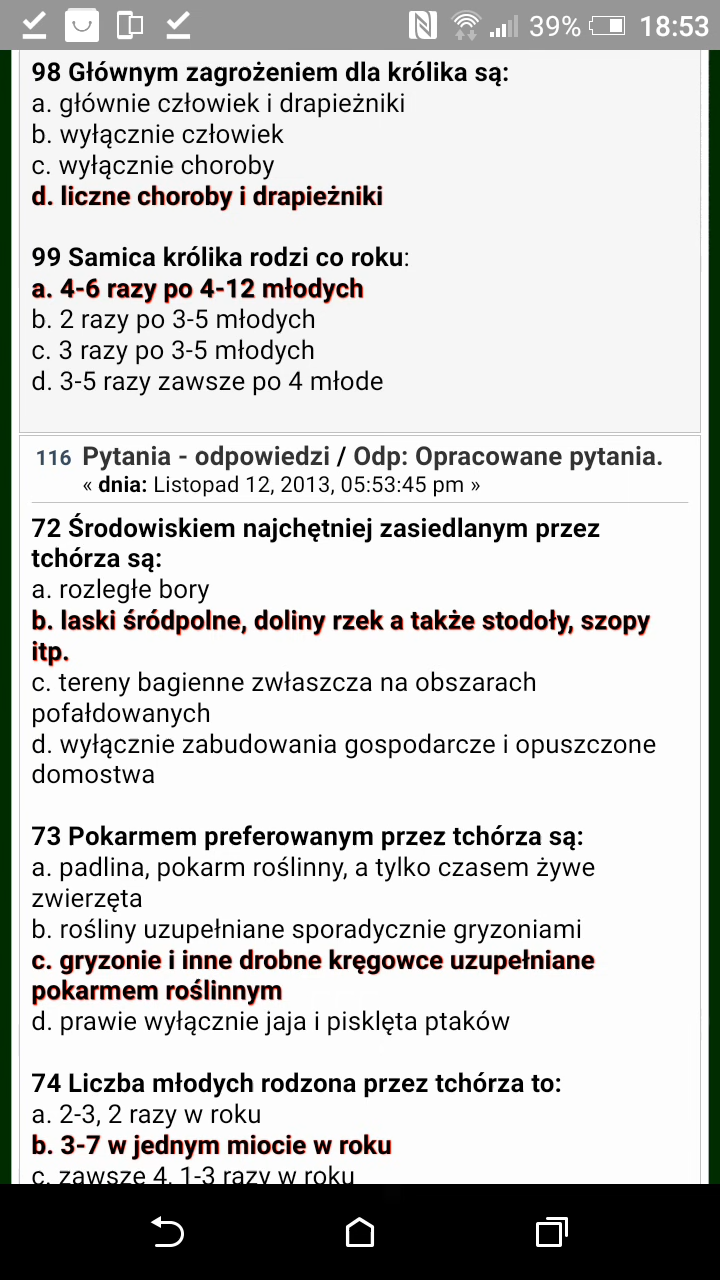 39% 18:53
98 Głównym zagrożeniem dla królika są:
a. głównie człowiek i drapieżniki
b. wyłącznie człowiek
c. wyłącznie choroby
d. liczne choroby i drapieżniki
99 Samica królika rodzi co roku:
a. 4-6 razy po 4-12 młodych
b. 2 razy po 3-5 młodych
c. 3 razy po 3-5 młodych
d. 3-5 razy zawsze po 4 młode
116 Pytania - odpowiedzi / Odp: Opracowane pytania.
« dnia: Listopad 12, 2013, 05:53:45 pm »
72 Środowiskiem najchętniej zasiedlanym przez
tchórza są:
a. rozległe bory
b. laski śródpolne, doliny rzek a także stodoły, szopy
itp.
c. tereny bagienne zwłaszcza na obszarach
pofałdowanych
d. wyłącznie zabudowania gospodarcze i opuszczone
domostwa
73 Pokarmem preferowanym przez tchórza są:
a. padlina, pokarm roślinny, a tylko czasem żywe
zwierzęta
b. rośliny uzupełniane sporadycznie gryzoniami
c. gryzonie i inne drobne kręgowce uzupełniane
pokarmem roślinnym
d. prawie wyłącznie jaja i pisklęta ptaków
74 Liczba młodych rodzona przez tchórza to:
a. 2-3, 2 razy w roku
b. 3-7 w jednym miocie w roku
c. zawsze 4, 1-3 razy w roku